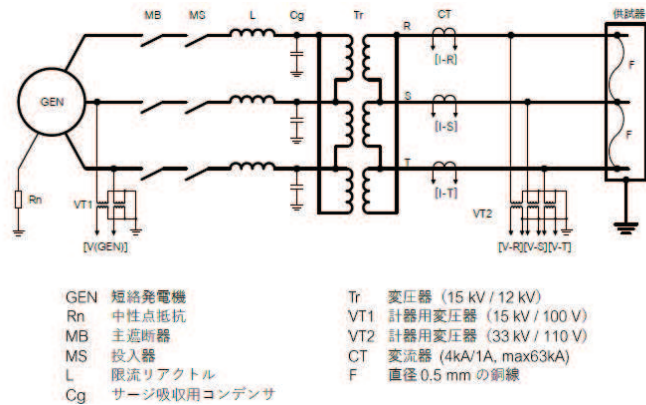 MB MS L Cg Tr CT 供試器
R
[I-R]
F
GEN
S
[I-S]
F
T
Rn
VT1
[I-T]
VT2
[V(GEN)]
[V-R][V-S][V-T]
GEN 短絡発電機
Rn 中性点抵抗
MB 主遮断器
MS 投入器
L 限流リアクトル
Cg サージ吸収用コンデンサ
Tr 変圧器 (15 kV / 12 kV)
VT1 計器用変圧器 (15 kV / 100 V)
VT2 計器用変圧器 (33 kV / 110 V)
CT 変流器 (4kA/1A, max63kA)
F 直径 0.5 mm の銅線